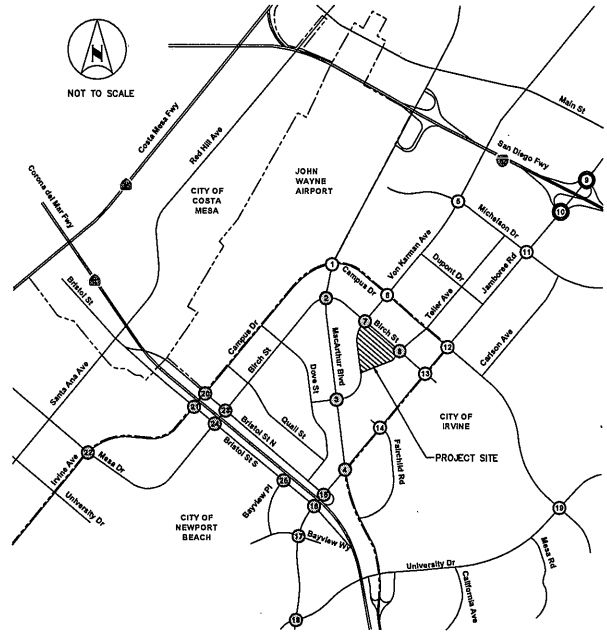 N
NOT TO SCALE
Costa Mesa Fwy
Red Hill Ave
Main St
San Diego Fwy
Corona del Mar Fwy
CITY OF
COSTA
MESA
JOHN
WAYNE
AIRPORT
9
10
5
Michelson Dr
11
Von Karman Ave
Dupont Dr
Jamboree Rd
Teller Ave
Carlson Ave
Bristol St
1
Campus Dr
6
2
7
Birch St
8
12
13
Campus Dr
Birch St
MacArthur Blvd
Dove St
3
Santa Ana Ave
20
21
23
24
Bristol St N
Quail St
Bristol St S
CITY OF
IRVINE
PROJECT SITE
14
Fairchild Rd
4
22
Irvine Ave
Mesa Dr
University Dr
25
15
16
Bayview Pl
17
Bayview Wy
CITY OF
NEWPORT
BEACH
19
Mesa Rd
University Dr
California Ave
18